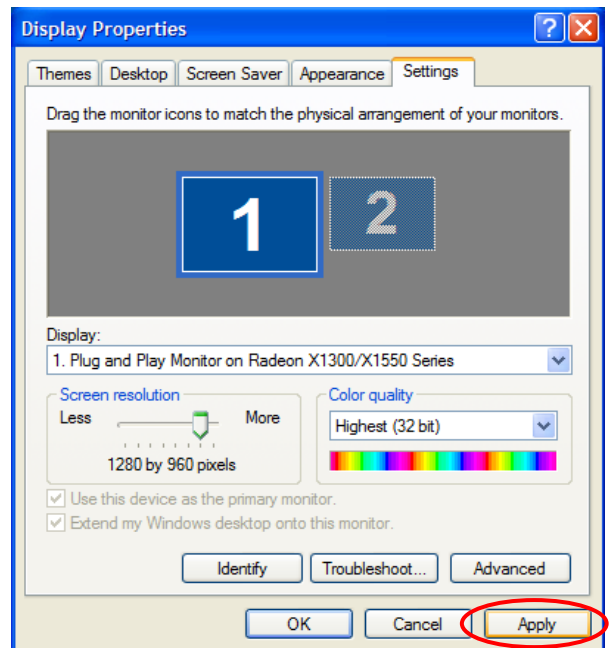 Display Properties
Themes Desktop Screen Saver Appearance Settings
Drag the monitor icons to match the physical arrangement of your monitors.
1 2
Display:
1. Plug and Play Monitor on Radeon X1300/X1550 Series
Screen resolution
Less More
1280 by 960 pixels
Color quality
Highest (32 bit)
Use this device as the primary monitor.
Extend my Windows desktop onto this monitor.
Identify Troubleshoot... Advanced
OK Cancel Apply